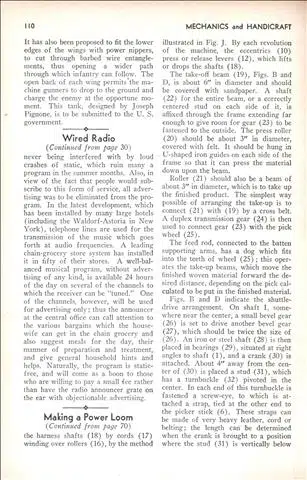 110
MECHANICS and HANDICRAFT
It has also been proposed to fit the lower
edges of the wings with power nippers,
to cut through barbed wire entangle-
ments, thus opening a wider path
through which infantry can follow. The
open back of each wing permits the ma-
chine gunners to drop to the ground and
charge the enemy at the opportune mo-
ment. This tank, designed by Joseph
Pignone, is to be submitted to the U. S.
government.
Wired Radio
(Continued from page 30)
never being interfered with by loud
crashes of static, which ruin many a
program in the summer months. Also, in
view of the fact that people would sub-
scribe to this form of service, all adver-
tising was to be eliminated from the pro-
gram. In the latest development, which
has been installed by many large hotels
(including the Waldorf-Astoria in New
York), telephone lines are used for the
transmission of the music which goes
forth at audio frequencies. A leading
chain-grocery store system has installed
it in fifty of their stores. A well-bal-
anced musical program, without adver-
tising of any kind, is available 24 hours
of the day on several of the channels to
which the receiver can be "tuned." One
of the channels, however, will be used
for advertising only; thus the announcer
at the central office can call attention to
the various bargains which the house-
wife can get in the chain grocery and
also suggest meals for the day, their
manner of preparation and treatment,
and give general household hints and
helps. Naturally, the program is static-
free, and will come as a boon to those
who are willing to pay a small fee rather
than have the radio announcer grate on
the ear with objectionable advertising.
Making a Power Loom
(Continued from page 70)
the harness shafts (18) by cords (17)
winding over rollers (16), by the method
illustrated in Fig. J. By each revolution
of the machine, the eccentrics (10)
press or release levers (12), which lifts
or drops the shafts (18).
The take-off beam (19), Figs. B and
D, is about 6" in diameter and should
be covered with sandpaper. A shaft
(22) for the entire beam, or a correctly
centered stud on each side of it, is
affixed through the frame extending far
enough to give room for gear (23) to be
fastened to the outside. The press roller
(20) should be about 3" in diameter,
covered with felt. It should be hung in
U-shaped iron guides on each side of the
frame so that it can press the material
down upon the beam.
Roller (21) should also be a beam of
about 3" in diameter, which is to take up
the finished product. The simplest way
possible of arranging the take-up is to
connect (21) with (19) by a cross belt.
A duplex transmission gear (24) is then
used to connect gear (23) with the pick
wheel (25).
The feed rod, connected to the batten
supporting arms, has a dog which fits
into the teeth of wheel (25); this oper-
ates the take-up beams, which move the
finished woven material forward the de-
sired distance, depending on the pick cal-
culated to be put in the finished material.
Figs. B and D indicate the shuttle-
drive arrangement. On shaft I, some-
where near the center, a small bevel gear
(26) is set to drive another bevel gear
(27), which should be twice the size of
(26). An iron or steel shaft (28) is then
placed in bearings (29), situated at right
angles to shaft (1), and a crank (30) is
attached. About 4" away from the cen-
ter of (30) is placed a stud (31), which
has a turnbuckle (32) pivoted in the
center. In each end of this turnbuckle is
fastened a screw-eye, to which is at-
tached a strap, tied at the other end to
the picker stick (6). These straps can
be made of very heavy leather, cord or
belting; the length can be determined
when the crank is brought to a position
where the stud (31) is vertically below